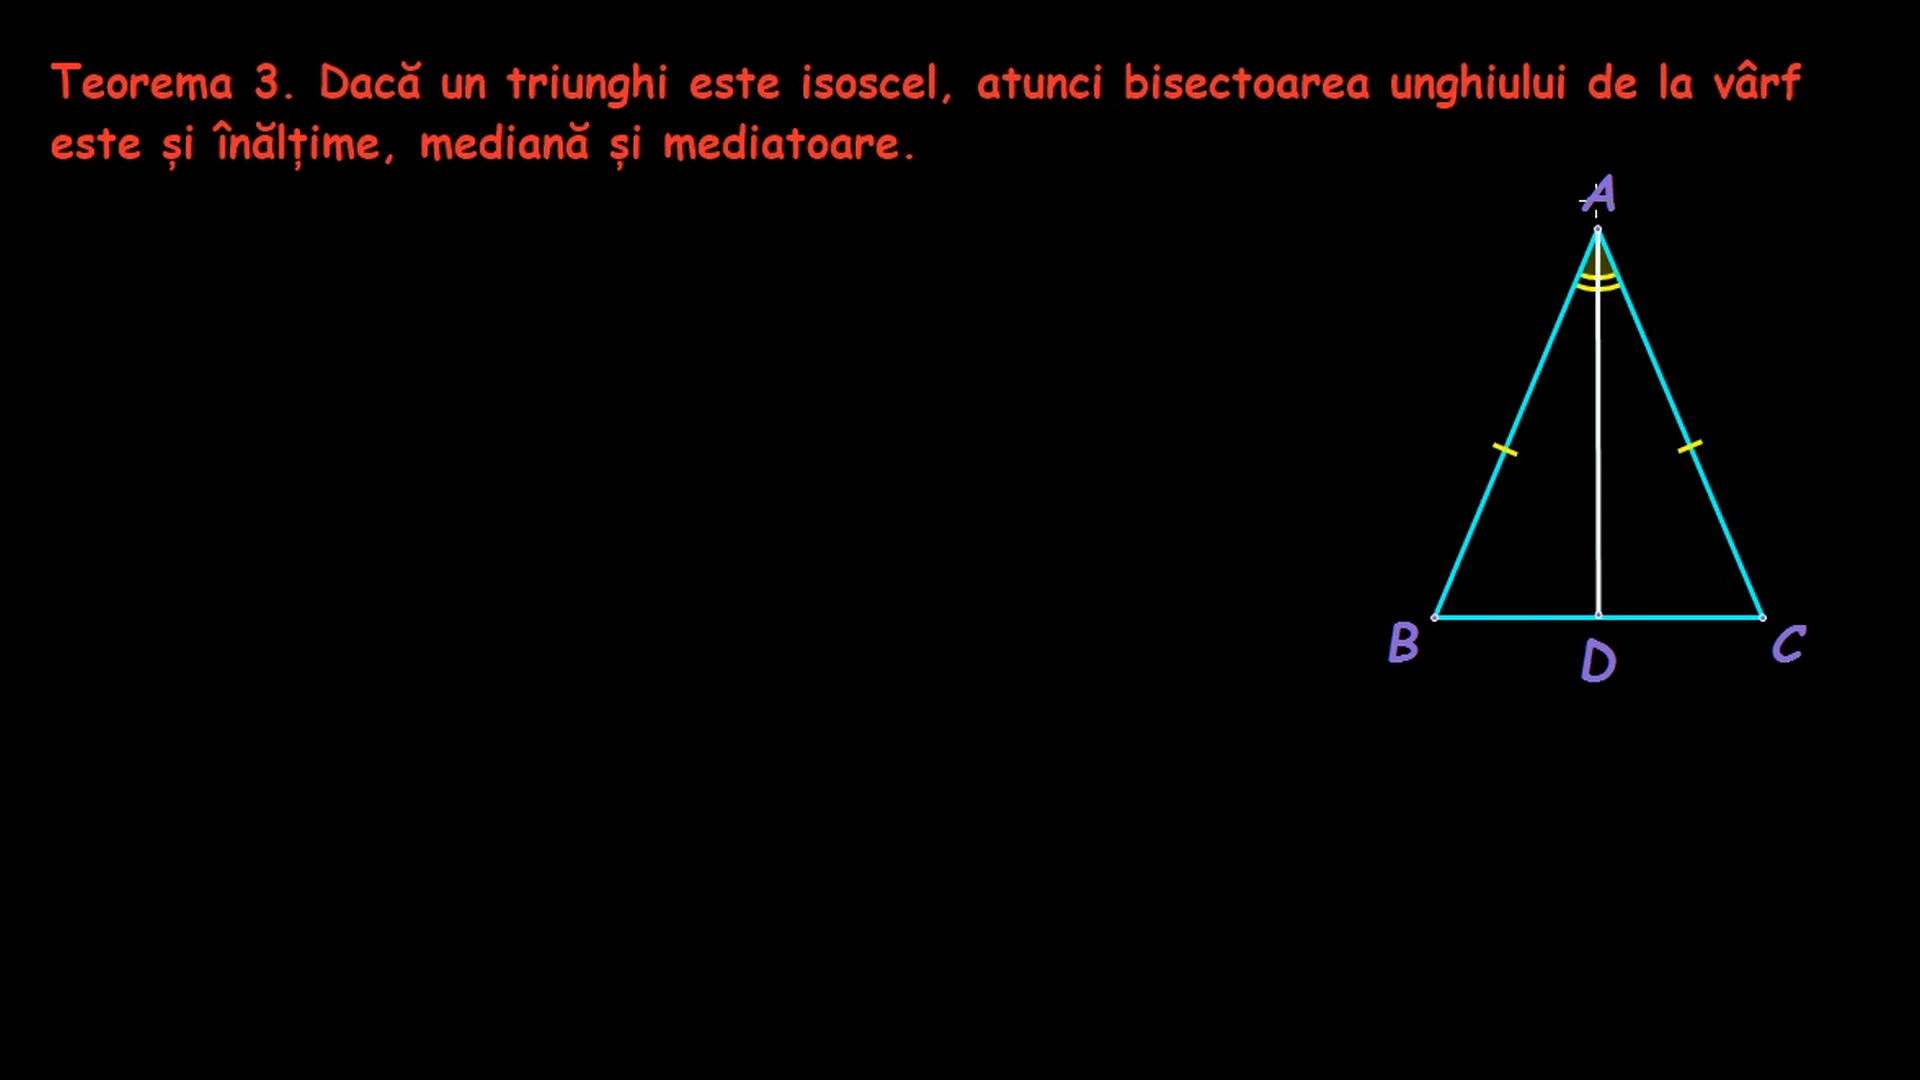 Teorema 3. Dacă un triunghi este isoscel, atunci bisectoarea unghiului de la vârf
este și înălțime, mediană și mediatoare.
A
B
D
C